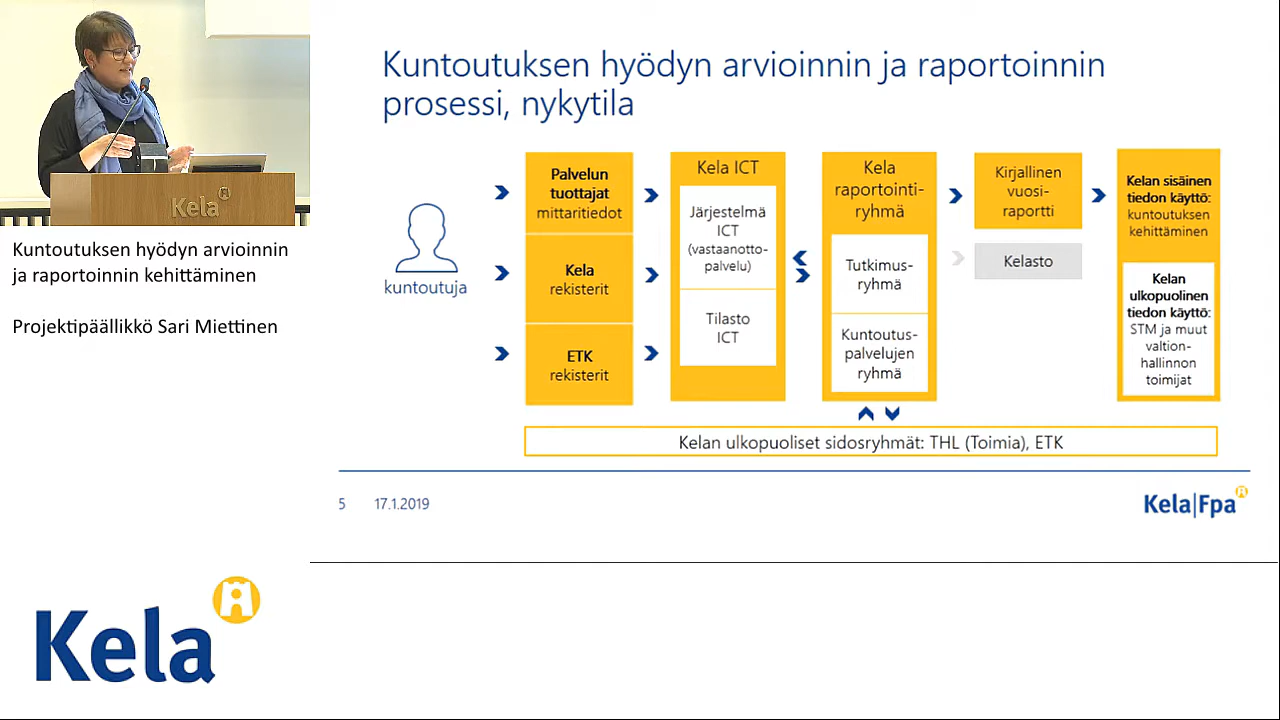 Kela
Kuntoutuksen hyödyn arvioinnin
ja raportoinnin kehittäminen
Projektipäällikkö Sari Miettinen
Kela
Kuntoutuksen hyödyn arvioinnin ja raportoinnin
prosessi, nykytila
kuntoutuja
Palvelun
tuottajat
mittaritiedot
Kela
rekisterit
ETK
rekisterit
Kela ICT
Järjestelmä
ICT
(vastaanotto-
palvelu)
Tilasto
ICT
Kela
raportointi-
ryhmä
Tutkimus-
ryhmä
Kuntoutus-
palvelujen
ryhmä
Kirjallinen
vuosi-
raportti
Kelasto
Kelan sisäinen
tiedon käyttö:
kuntoutuksen
kehittäminen
Kelan
ulkopuolinen
tiedon käyttö:
STM ja muut
valtion-
hallinnon
toimijat
Kelan ulkopuoliset sidosryhmät: THL (Toimia), ETK
5 17.1.2019
Kela|Fpa